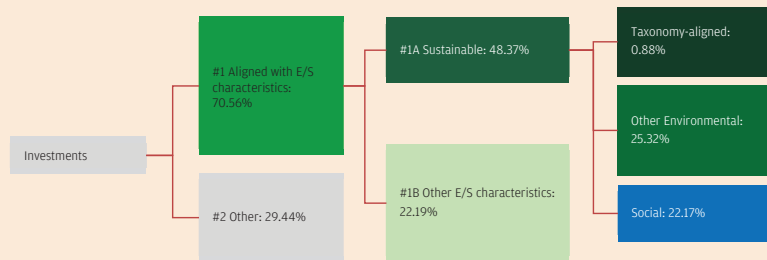 Investments
#1 Aligned with E/S
characteristics:
70.56%
#2 Other: 29.44%
#1A Sustainable: 48.37%
#1B Other E/S characteristics:
22.19%
Taxonomy-aligned:
0.88%
Other Environmental:
25.32%
Social: 22.17%